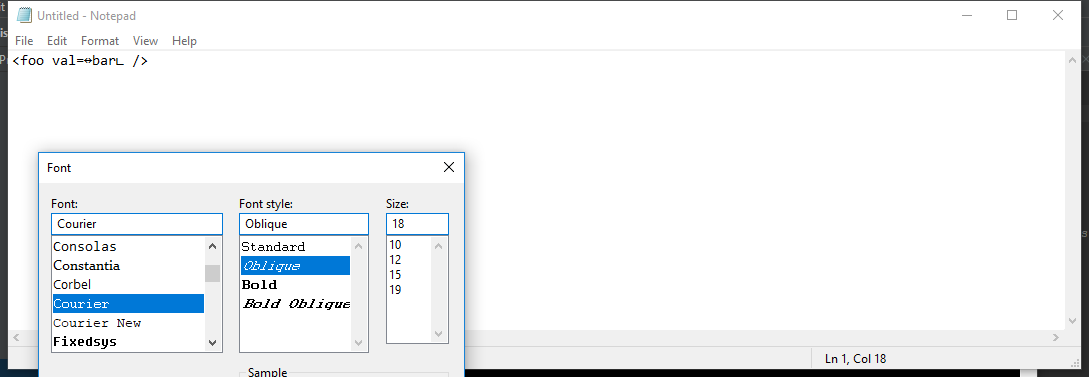 Untitled - Notepad
File Edit Format View Help
<foo val=↔bar∟ />
Font
Font: Font style: Size:
Courier Oblique 18
Consolas Standard 10
Constantia Oblique 12
Corbel Bold 15
Courier Bold Oblique 19
Courier New
Fixedsys
Ln 1, Col 18
Sample